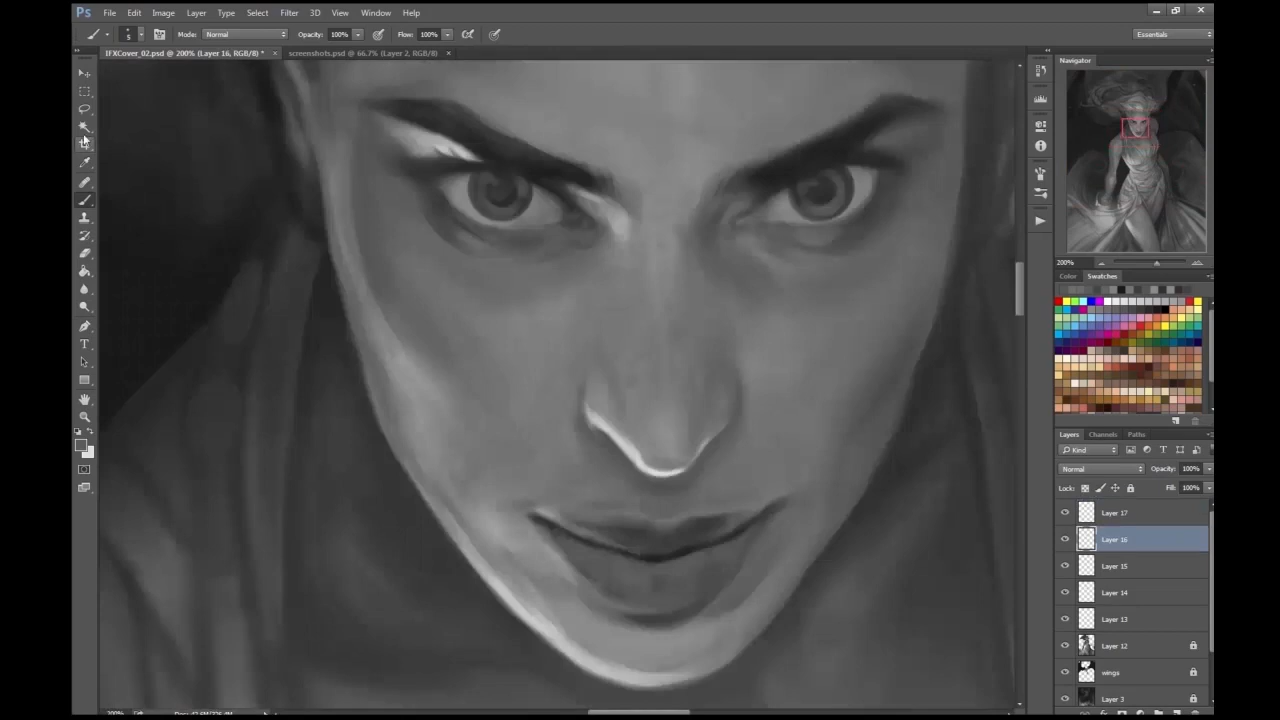 Ps File Edit Image Layer Type Select Filter 3D View Window Help
5 Mode: Normal Opacity: 100% Flow: 100% Essentials
IFXCover_02.psd @ 200% (Layer 16, RGB/8) * × screenshots.psd @ 66.7% (Layer 2, RGB/8) ×
Navigator
200%
Color Swatches
Layers Channels Paths
Kind
Normal Opacity: 100%
Lock: Fill: 100%
Layer 17
Layer 16
Layer 15
Layer 14
Layer 13
Layer 12
wings
Layer 3
200%